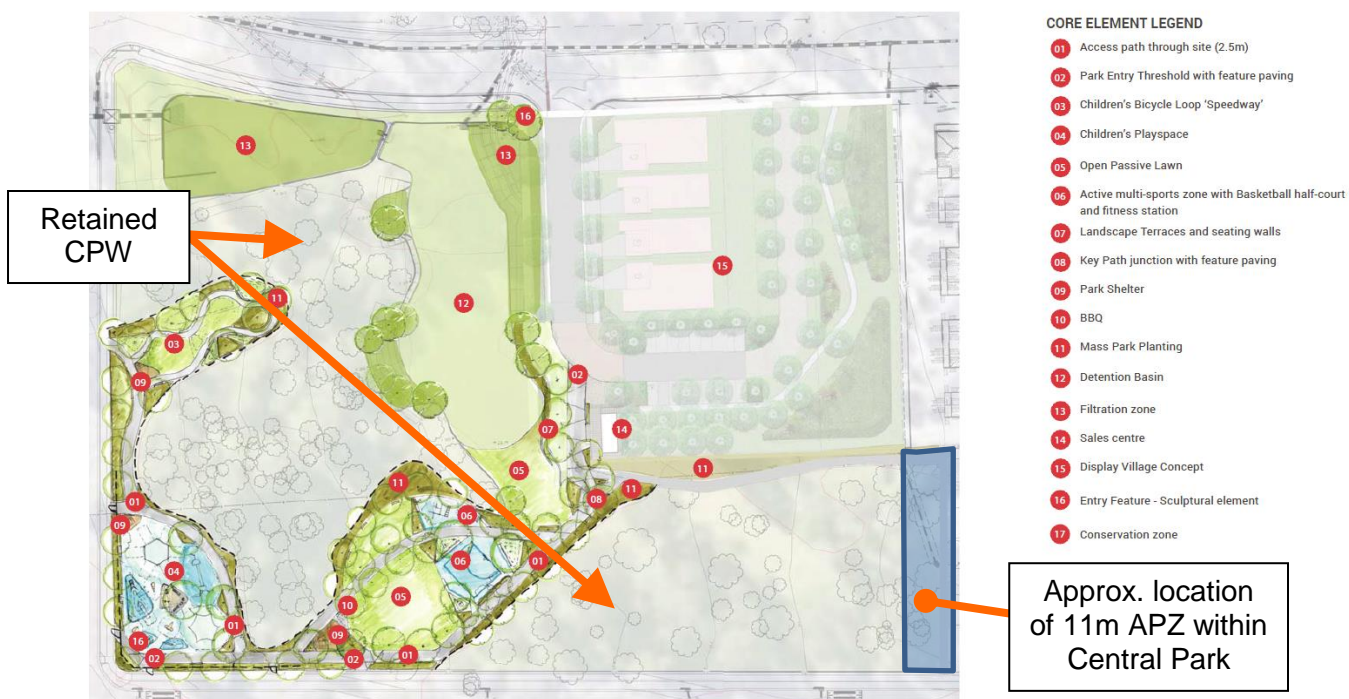 CORE ELEMENT LEGEND
01 Access path through site (2.5m)
02 Park Entry Threshold with feature paving
03 Children's Bicycle Loop 'Speedway'
04 Children's Playspace
05 Open Passive Lawn
06 Active multi-sports zone with Basketball half-court
and fitness station
07 Landscape Terraces and seating walls
08 Key Path junction with feature paving
09 Park Shelter
10 BBQ
11 Mass Park Planting
12 Detention Basin
13 Filtration zone
14 Sales centre
15 Display Village Concept
16 Entry Feature - Sculptural element
17 Conservation zone
Retained
CPW
Approx. location
of 11m APZ within
Central Park
16
13
13
15
11
12
03
02
09
07
14
05
11
11
11
08
01
09
06
06
01
04
05
10
01
09
16
02
02
01